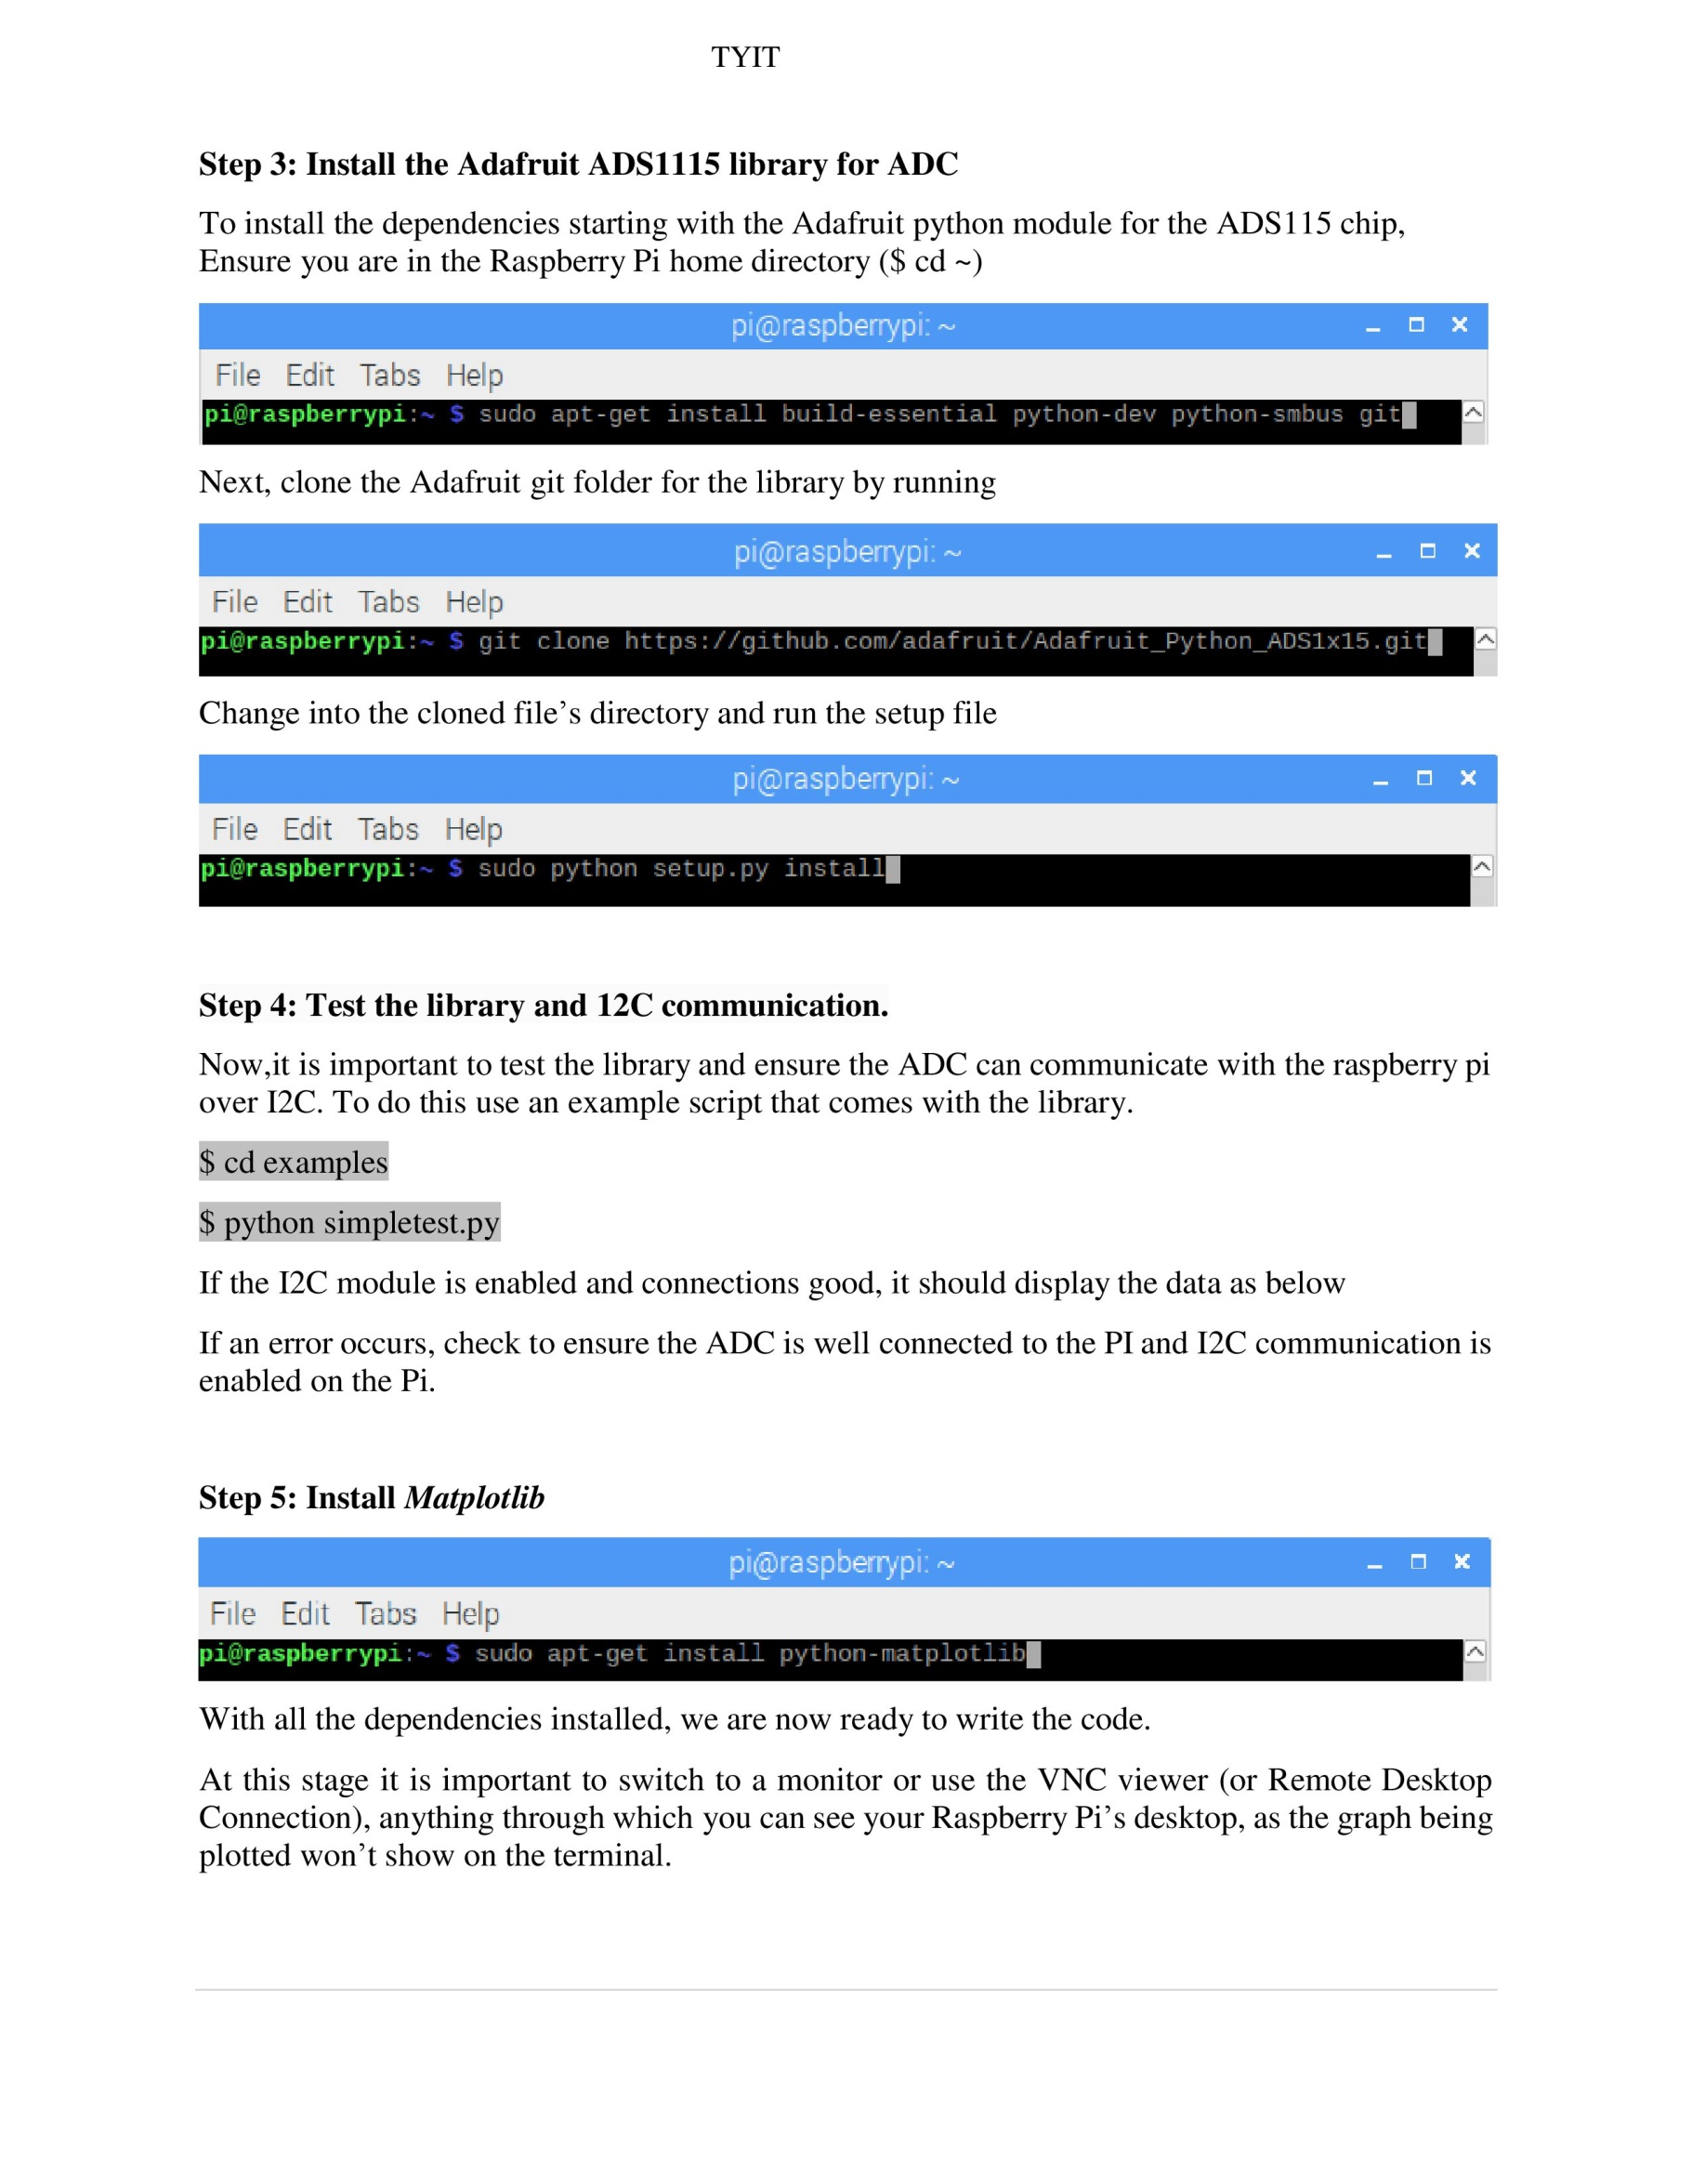 TYIT
Step 3: Install the Adafruit ADS1115 library for ADC
To install the dependencies starting with the Adafruit python module for the ADS115 chip,
Ensure you are in the Raspberry Pi home directory ($ cd ~)
pi@raspberrypi: ~
File Edit Tabs Help
pi@raspberrypi:~ $ sudo apt-get install build-essential python-dev python-smbus git
Next, clone the Adafruit git folder for the library by running
pi@raspberrypi: ~
File Edit Tabs Help
pi@raspberrypi:~ $ git clone https://github.com/adafruit/Adafruit_Python_ADS1x15.git
Change into the cloned file’s directory and run the setup file
pi@raspberrypi: ~
File Edit Tabs Help
pi@raspberrypi:~ $ sudo python setup.py install
Step 4: Test the library and 12C communication.
Now,it is important to test the library and ensure the ADC can communicate with the raspberry pi
over I2C. To do this use an example script that comes with the library.
$ cd examples
$ python simpletest.py
If the I2C module is enabled and connections good, it should display the data as below
If an error occurs, check to ensure the ADC is well connected to the PI and I2C communication is
enabled on the Pi.
Step 5: Install Matplotlib
pi@raspberrypi: ~
File Edit Tabs Help
pi@raspberrypi:~ $ sudo apt-get install python-matplotlib
With all the dependencies installed, we are now ready to write the code.
At this stage it is important to switch to a monitor or use the VNC viewer (or Remote Desktop
Connection), anything through which you can see your Raspberry Pi’s desktop, as the graph being
plotted won’t show on the terminal.